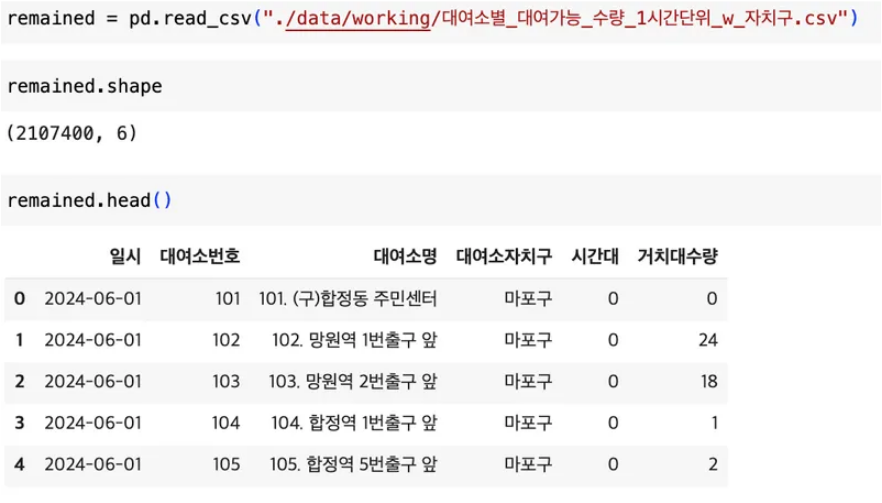 remained = pd.read_csv("./data/working/대여소별_대여가능_수량_1시간단위_w_자치구.csv")
remained.shape
(2107400, 6)
remained.head()
일시 대여소번호 대여소명 대여소자치구 시간대 거치대수량
0 2024-06-01 101 101. (구)합정동 주민센터 마포구 0 0
1 2024-06-01 102 102. 망원역 1번출구 앞 마포구 0 24
2 2024-06-01 103 103. 망원역 2번출구 앞 마포구 0 18
3 2024-06-01 104 104. 합정역 1번출구 앞 마포구 0 1
4 2024-06-01 105 105. 합정역 5번출구 앞 마포구 0 2